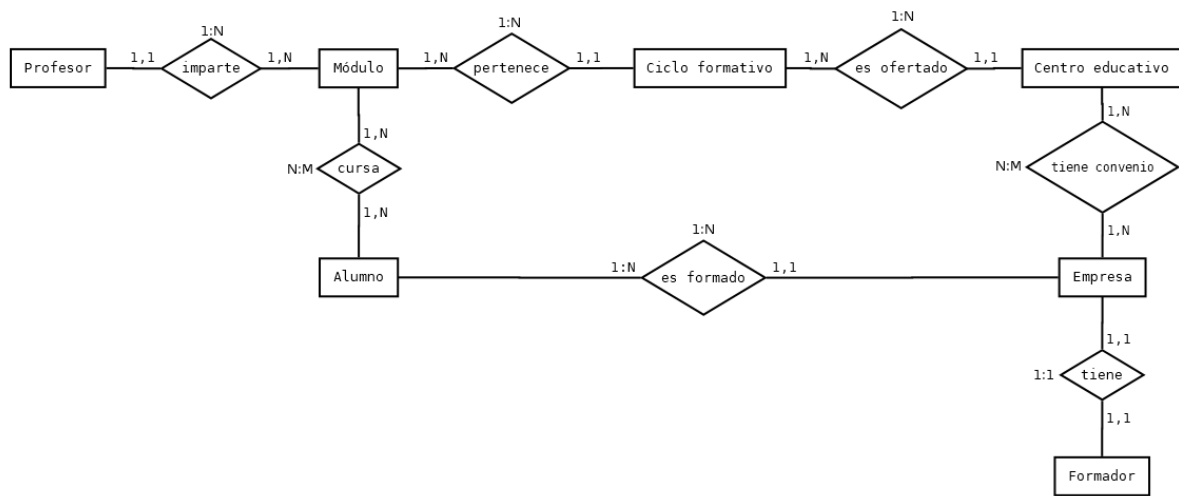 1:N
1:N
1:N
Profesor
1,1
imparte
1,N
Módulo
1,N
pertenece
1,1
Ciclo formativo
1,N
es ofertado
1,1
Centro educativo
1,N
1,N
N:M
cursa
N:M
tiene convenio
1,N
1,N
1:N
Alumno
1:N
es formado
1,1
Empresa
1,1
1:1
tiene
1,1
Formador